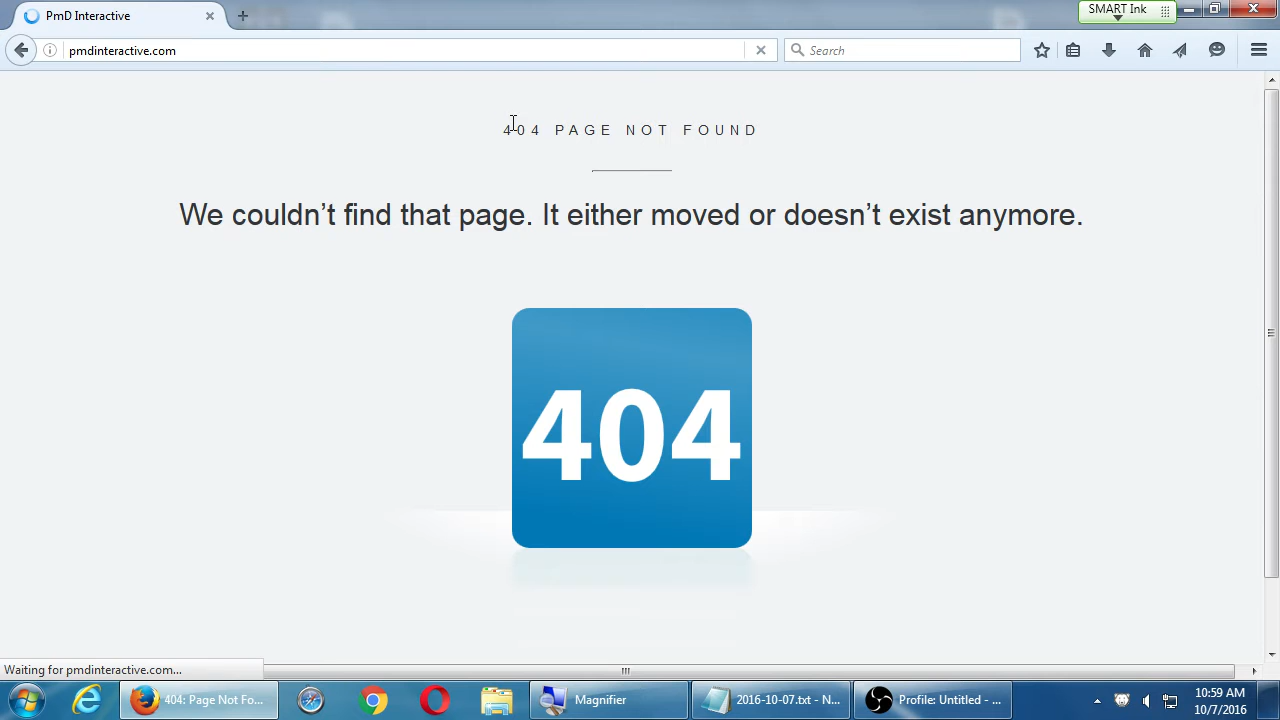 PmD Interactive
SMART Ink
pmdinteractive.com
Search
404 PAGE NOT FOUND
We couldn’t find that page. It either moved or doesn’t exist anymore.
404
Waiting for pmdinteractive.com...
404: Page Not Fo...
Magnifier
2016-10-07.txt - N...
Profile: Untitled - ...
10:59 AM
10/7/2016